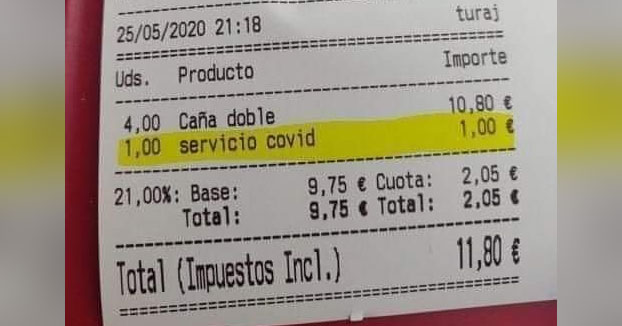 turaj
25/05/2020 21:18
Uds. Producto Importe
4,00 Caña doble 10,80 €
1,00 servicio covid 1,00 €
21,00%: Base: 9,75 € Cuota: 2,05 €
Total: 9,75 € Total: 2,05 €
Total (Impuestos Incl.) 11,80 €